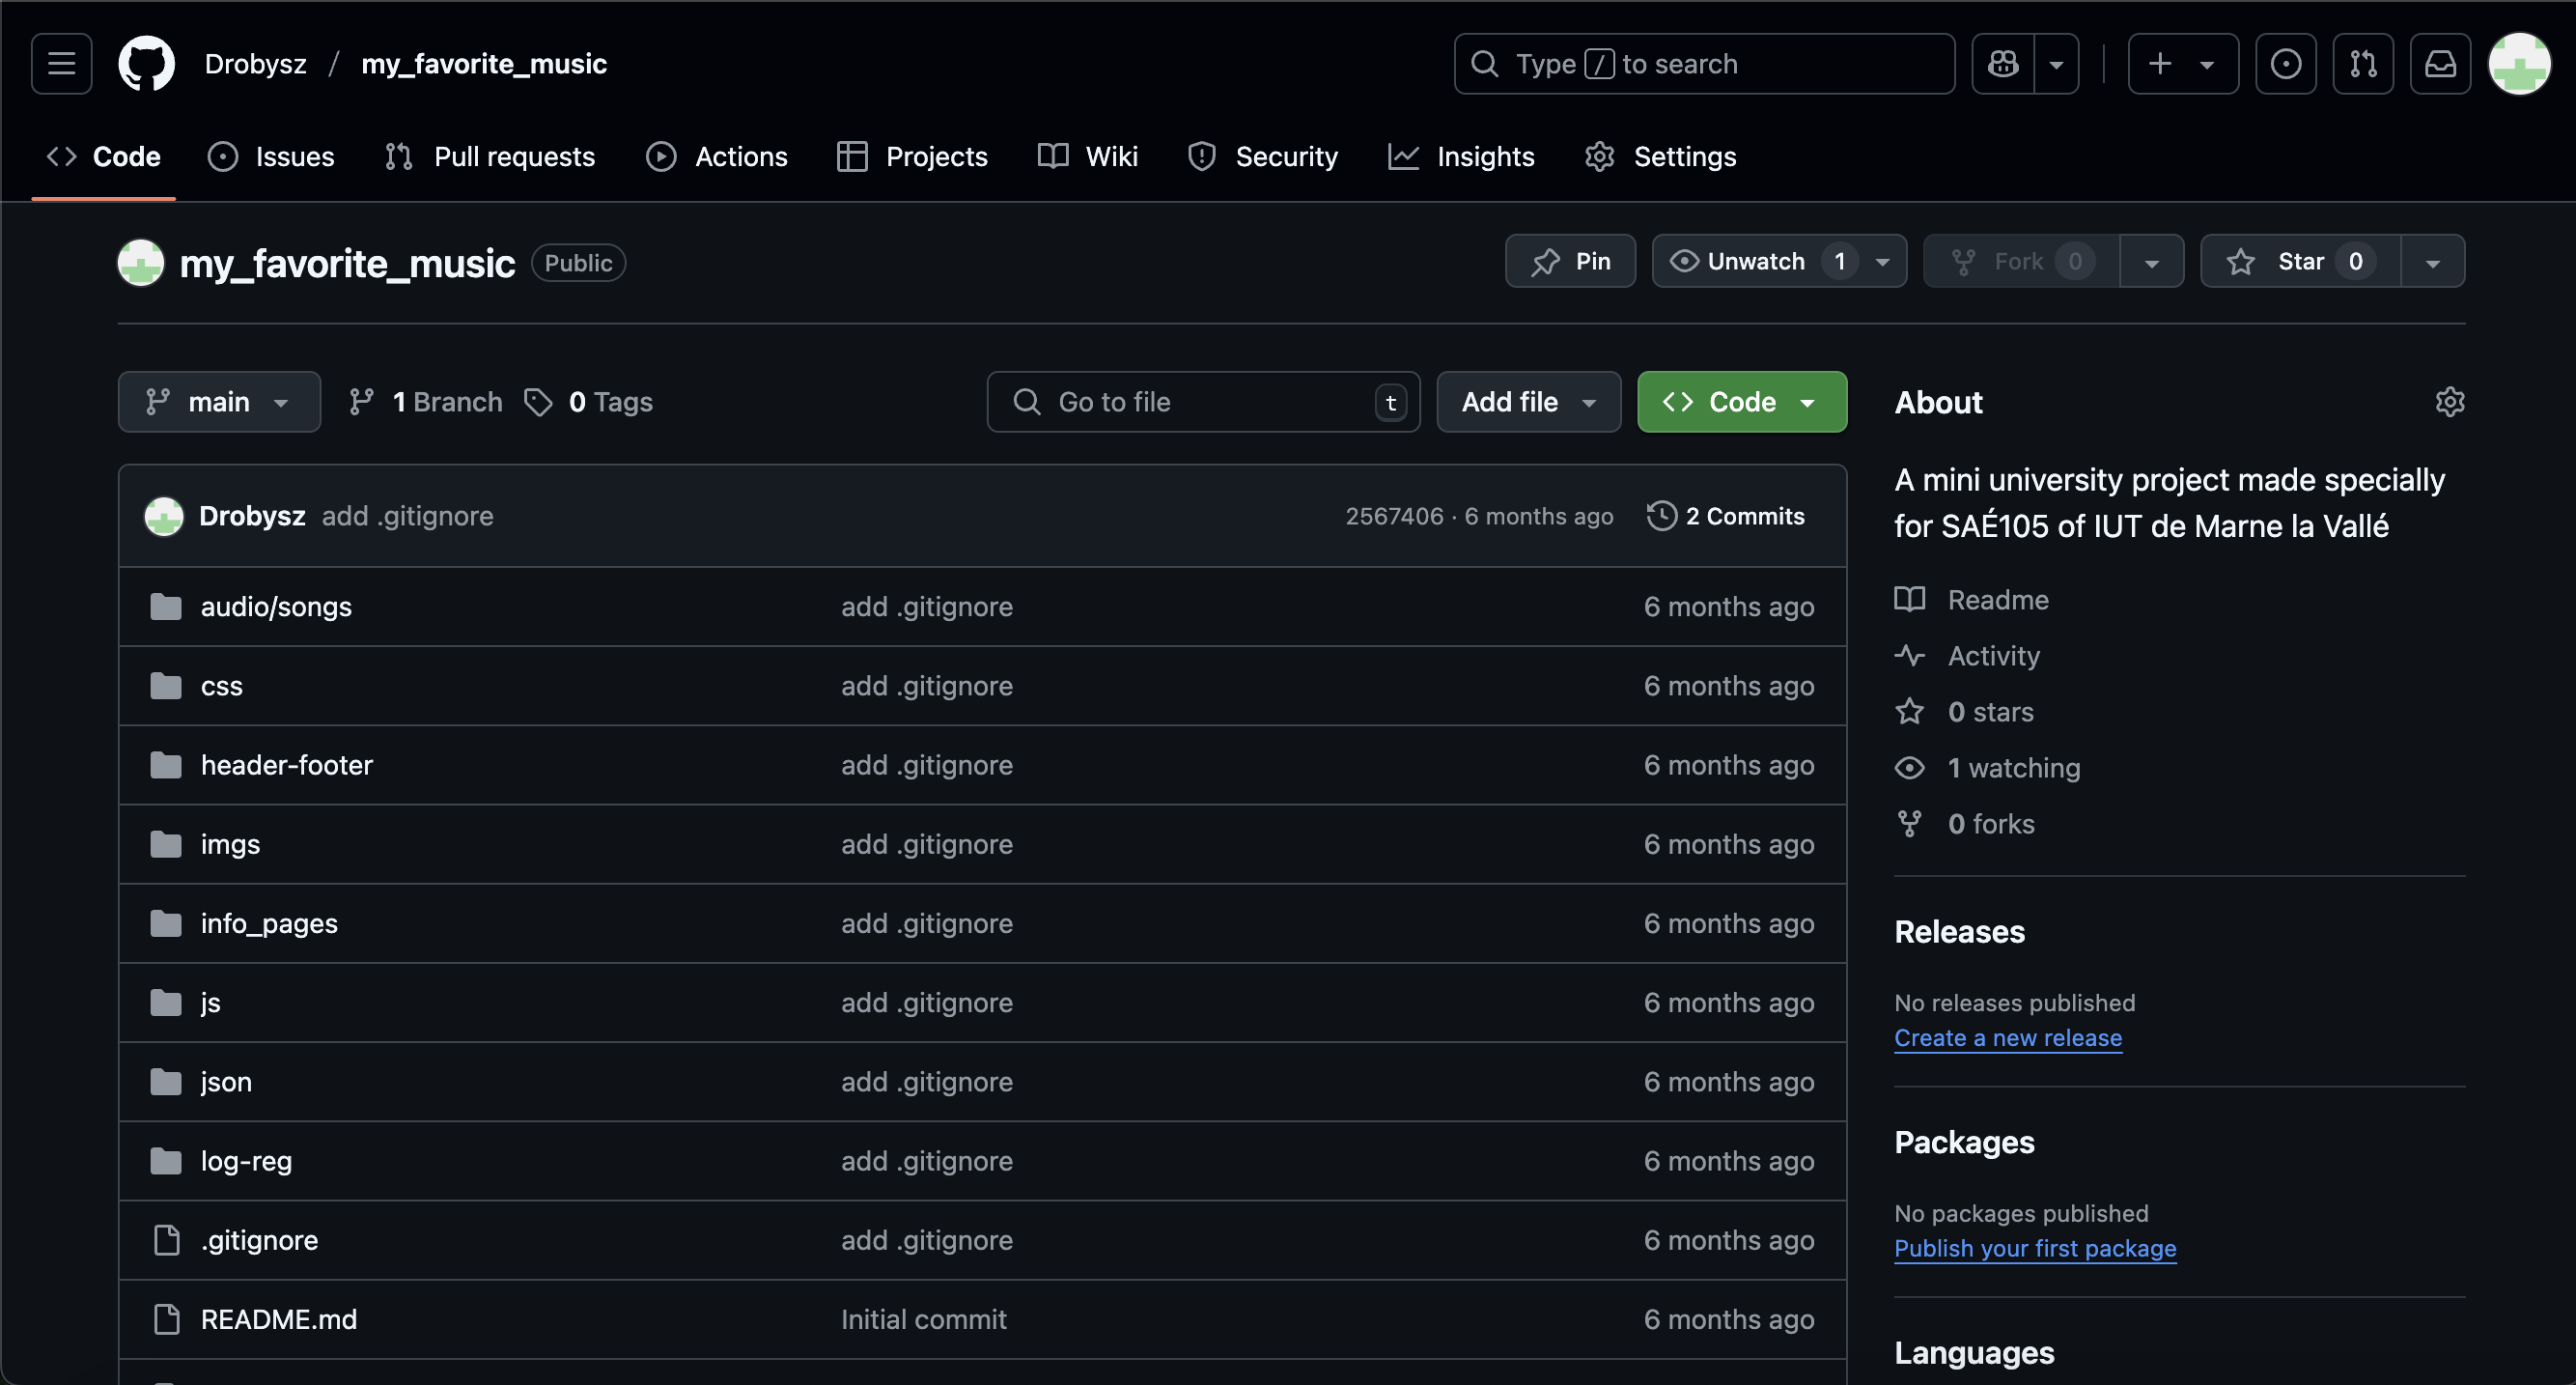 Drobysz / my_favorite_music
Type / to search
Code Issues Pull requests Actions Projects Wiki Security Insights Settings
my_favorite_music Public
Pin Unwatch 1 Fork 0 Star 0
main 1 Branch 0 Tags
Go to file t Add file Code
Drobysz add .gitignore 2567406 · 6 months ago 2 Commits
audio/songs add .gitignore 6 months ago
css add .gitignore 6 months ago
header-footer add .gitignore 6 months ago
imgs add .gitignore 6 months ago
info_pages add .gitignore 6 months ago
js add .gitignore 6 months ago
json add .gitignore 6 months ago
log-reg add .gitignore 6 months ago
.gitignore add .gitignore 6 months ago
README.md Initial commit 6 months ago
About
A mini university project made specially
for SAÉ105 of IUT de Marne la Vallé
Readme
Activity
0 stars
1 watching
0 forks
Releases
No releases published
Create a new release
Packages
No packages published
Publish your first package
Languages